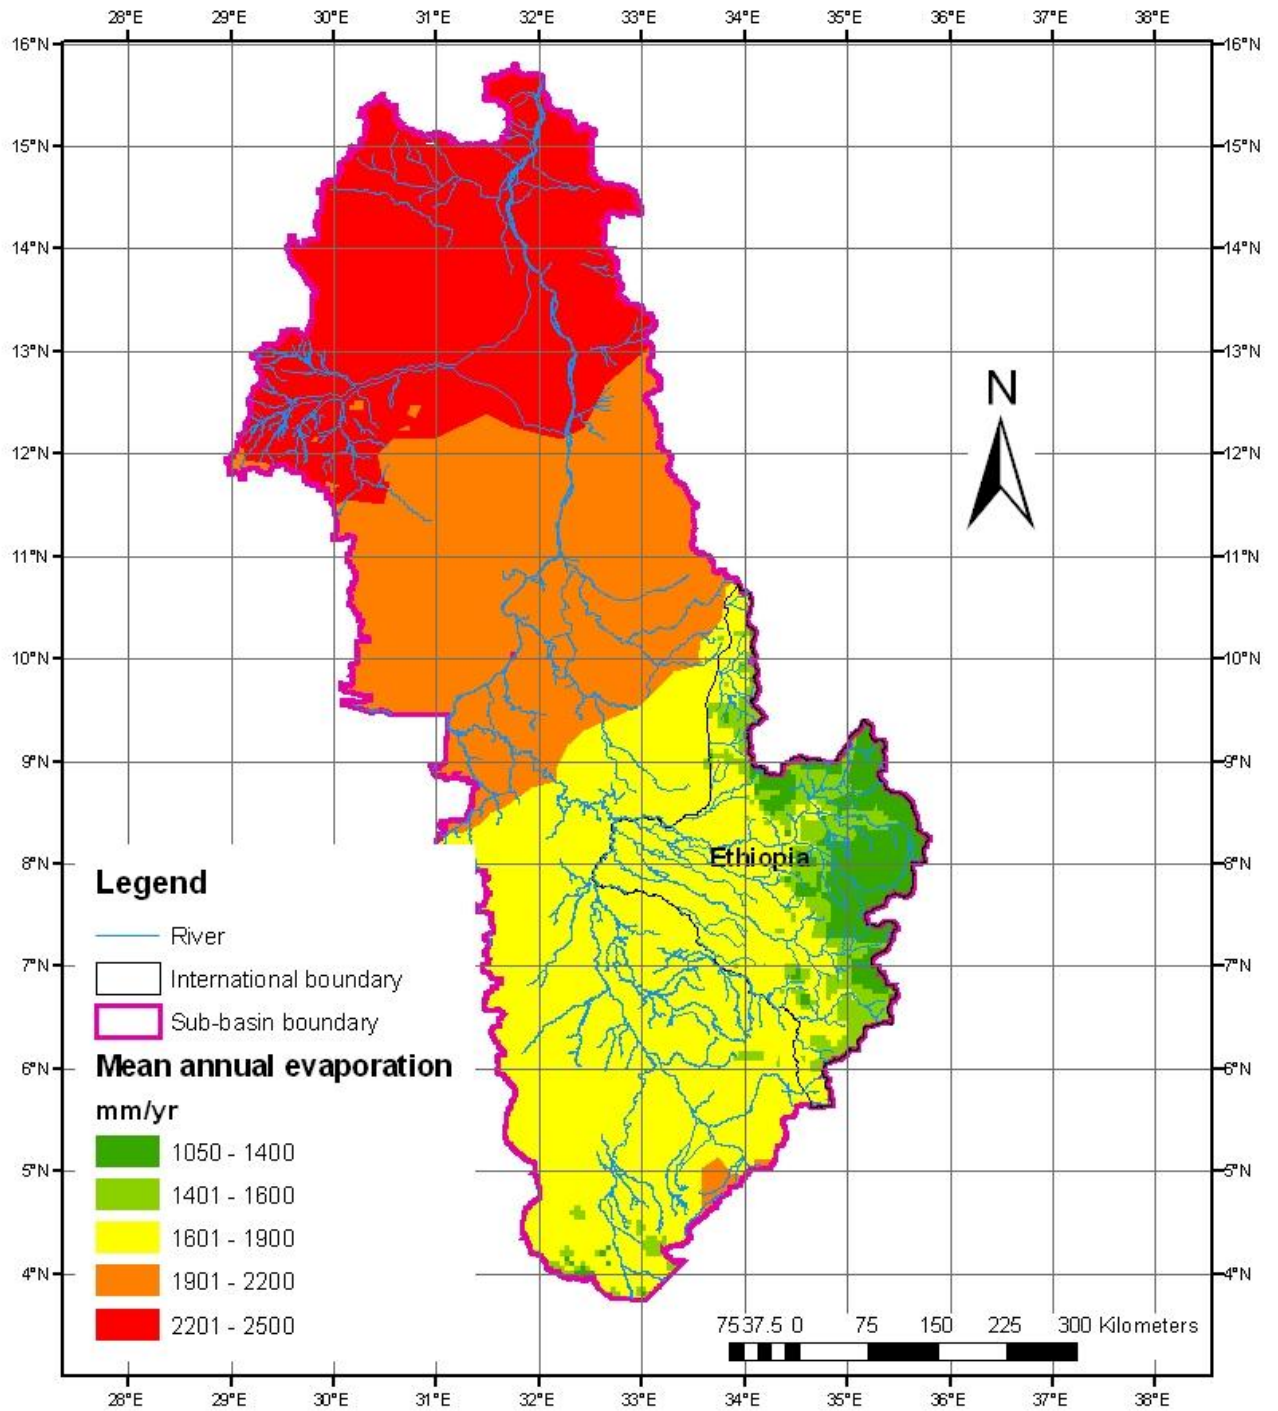 28°E 29°E 30°E 31°E 32°E 33°E 34°E 35°E 36°E 37°E 38°E
16°N 16°N
15°N 15°N
14°N 14°N
13°N 13°N
N
12°N 12°N
11°N 11°N
10°N 10°N
9°N 9°N
Ethiopia
8°N 8°N
Legend
River
7°N 7°N
International boundary
Sub-basin boundary
Mean annual evaporation
6°N 6°N
mm/yr
1050 - 1400
5°N 5°N
1401 - 1600
1601 - 1900
4°N 4°N
1901 - 2200
2201 - 2500
75 37.5 0 75 150 225 300 Kilometers
28°E 29°E 30°E 31°E 32°E 33°E 34°E 35°E 36°E 37°E 38°E